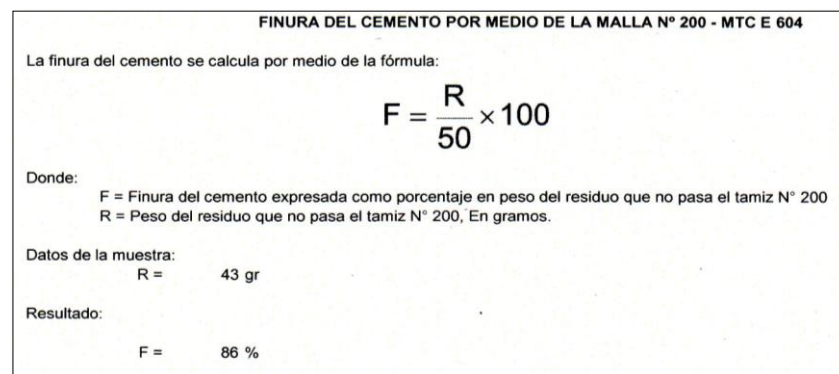 FINURA DEL CEMENTO POR MEDIO DE LA MALLA Nº 200 - MTC E 604
La finura del cemento se calcula por medio de la fórmula:
F = R/50 × 100
Donde:
F = Finura del cemento expresada como porcentaje en peso del residuo que no pasa el tamiz N° 200
R = Peso del residuo que no pasa el tamiz N° 200, En gramos.
Datos de la muestra:
R = 43 gr
Resultado:
F = 86 %